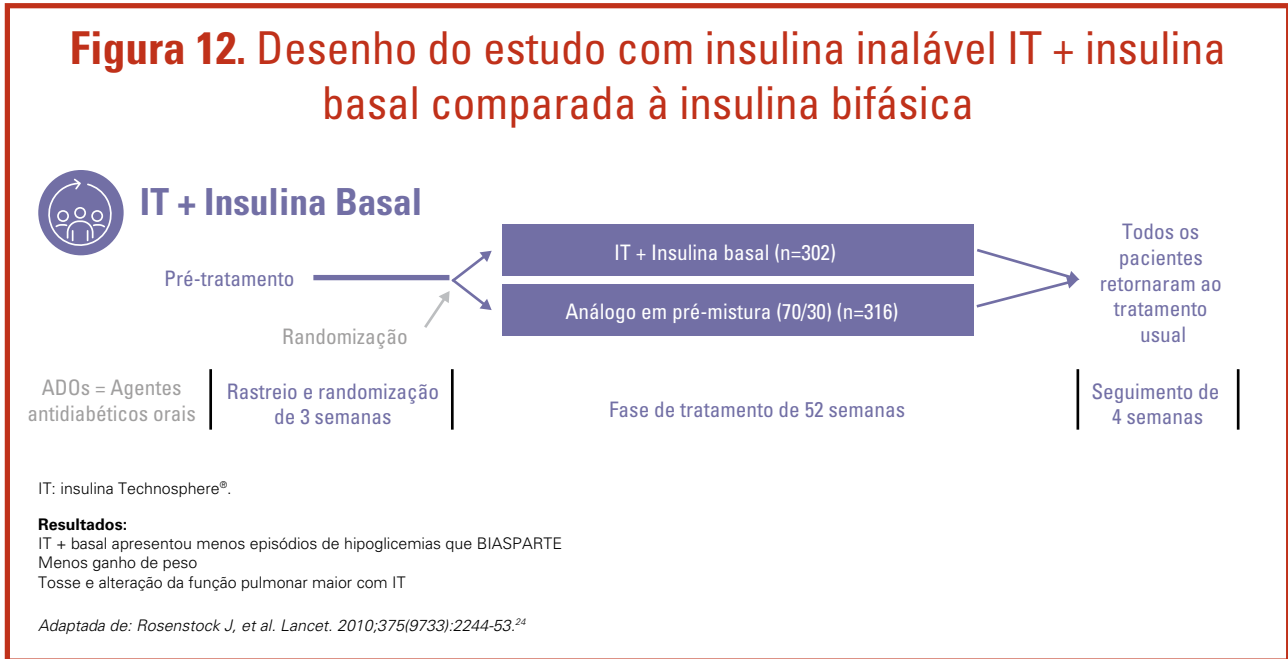 Figura 12. Desenho do estudo com insulina inalável IT + insulina
basal comparada à insulina bifásica
IT + Insulina Basal
Pré-tratamento
Randomização
IT + Insulina basal (n=302)
Análogo em pré-mistura (70/30) (n=316)
Todos os
pacientes
retornaram ao
tratamento
usual
ADOs = Agentes
antidiabéticos orais
Rastreio e randomização
de 3 semanas
Fase de tratamento de 52 semanas
Seguimento de
4 semanas
IT: insulina Technosphere®.
Resultados:
IT + basal apresentou menos episódios de hipoglicemias que BIASPARTE
Menos ganho de peso
Tosse e alteração da função pulmonar maior com IT
Adaptada de: Rosenstock J, et al. Lancet. 2010;375(9733):2244-53.24